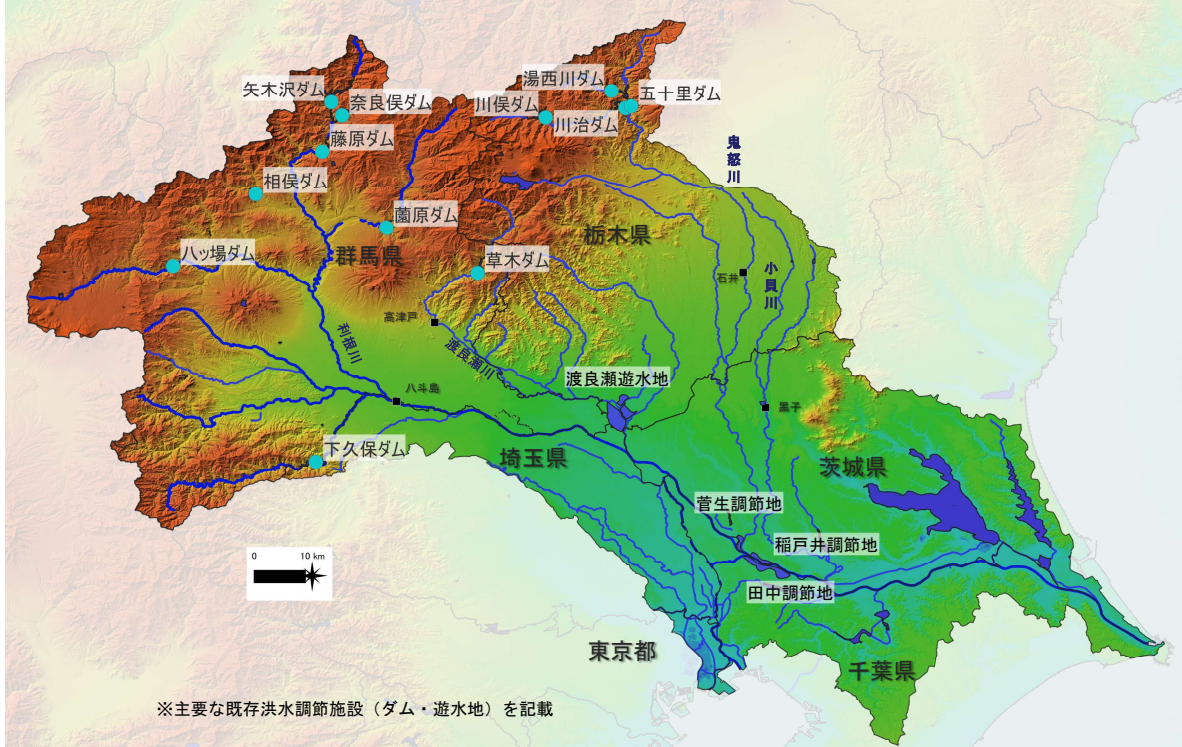 湯西川ダム
矢木沢ダム
奈良俣ダム
川俣ダム
五十里ダム
川治ダム
藤原ダム
鬼怒川
相俣ダム
薗原ダム
栃木県
八ッ場ダム
群馬県
草木ダム
石井
小貝川
高津戸
利根川
渡良瀬川
渡良瀬遊水地
八斗島
黒子
下久保ダム
埼玉県
茨城県
菅生調節地
稲戸井調節地
0 10 km
田中調節地
東京都
千葉県
※主要な既存洪水調節施設（ダム・遊水地）を記載